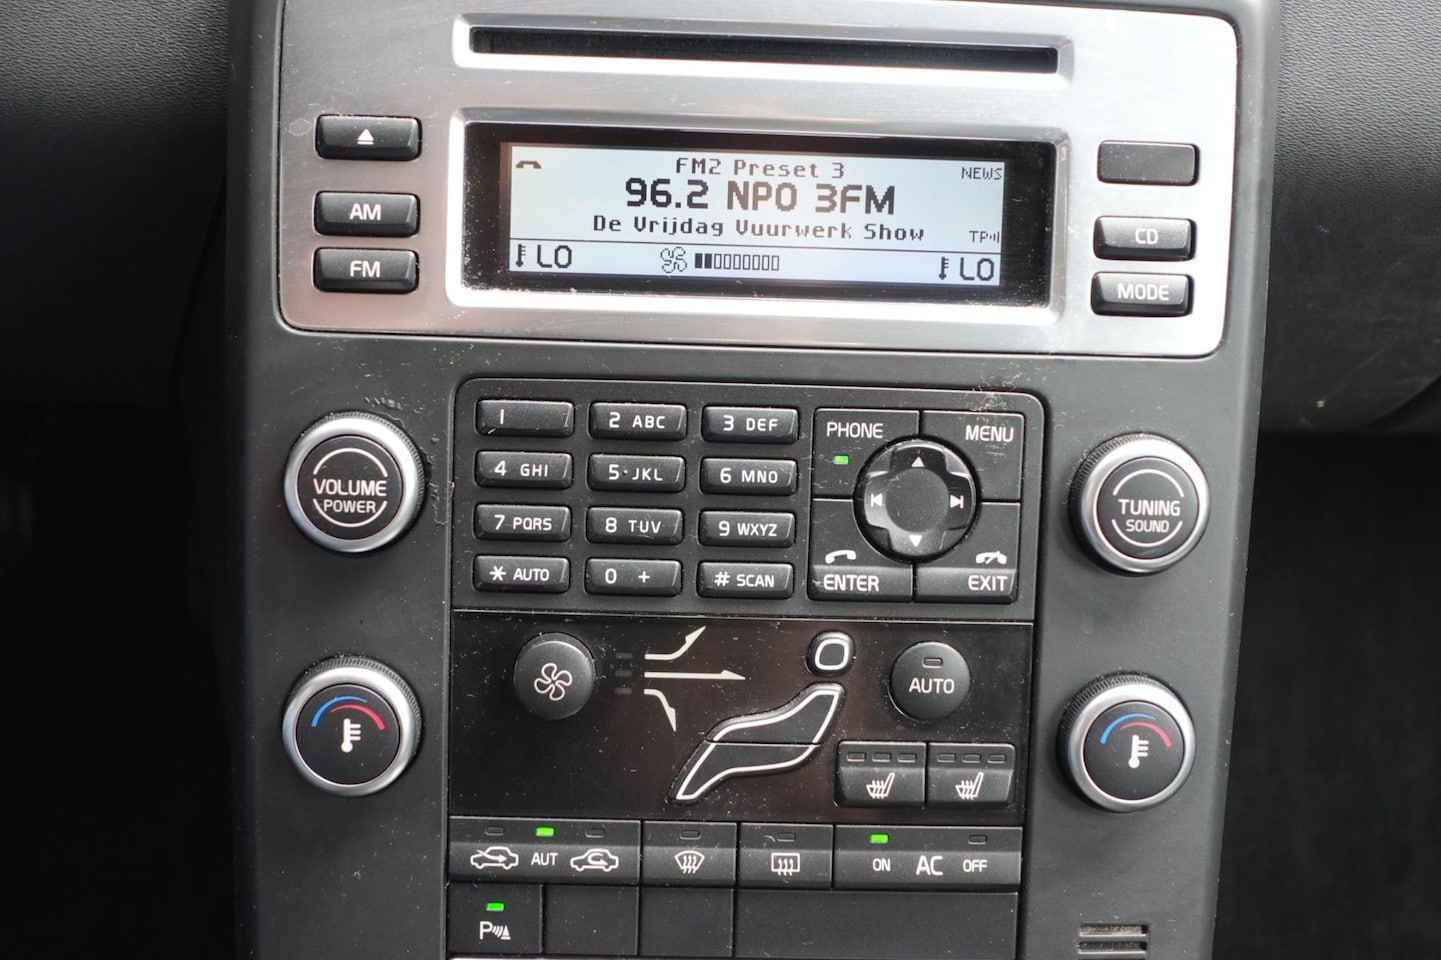 FM2 Preset 3
NEWS
96.2 NPO 3FM
De Vrijdag Vuurwerk Show
TP
LO
LO
AM
FM
CD
MODE
1
2 ABC
3 DEF
4 GHI
5 JKL
6 MNO
7 PQRS
8 TUV
9 WXYZ
* AUTO
0 +
# SCAN
PHONE
MENU
ENTER
EXIT
VOLUME
POWER
TUNING
SOUND
AUTO
AUT
ON AC OFF
P